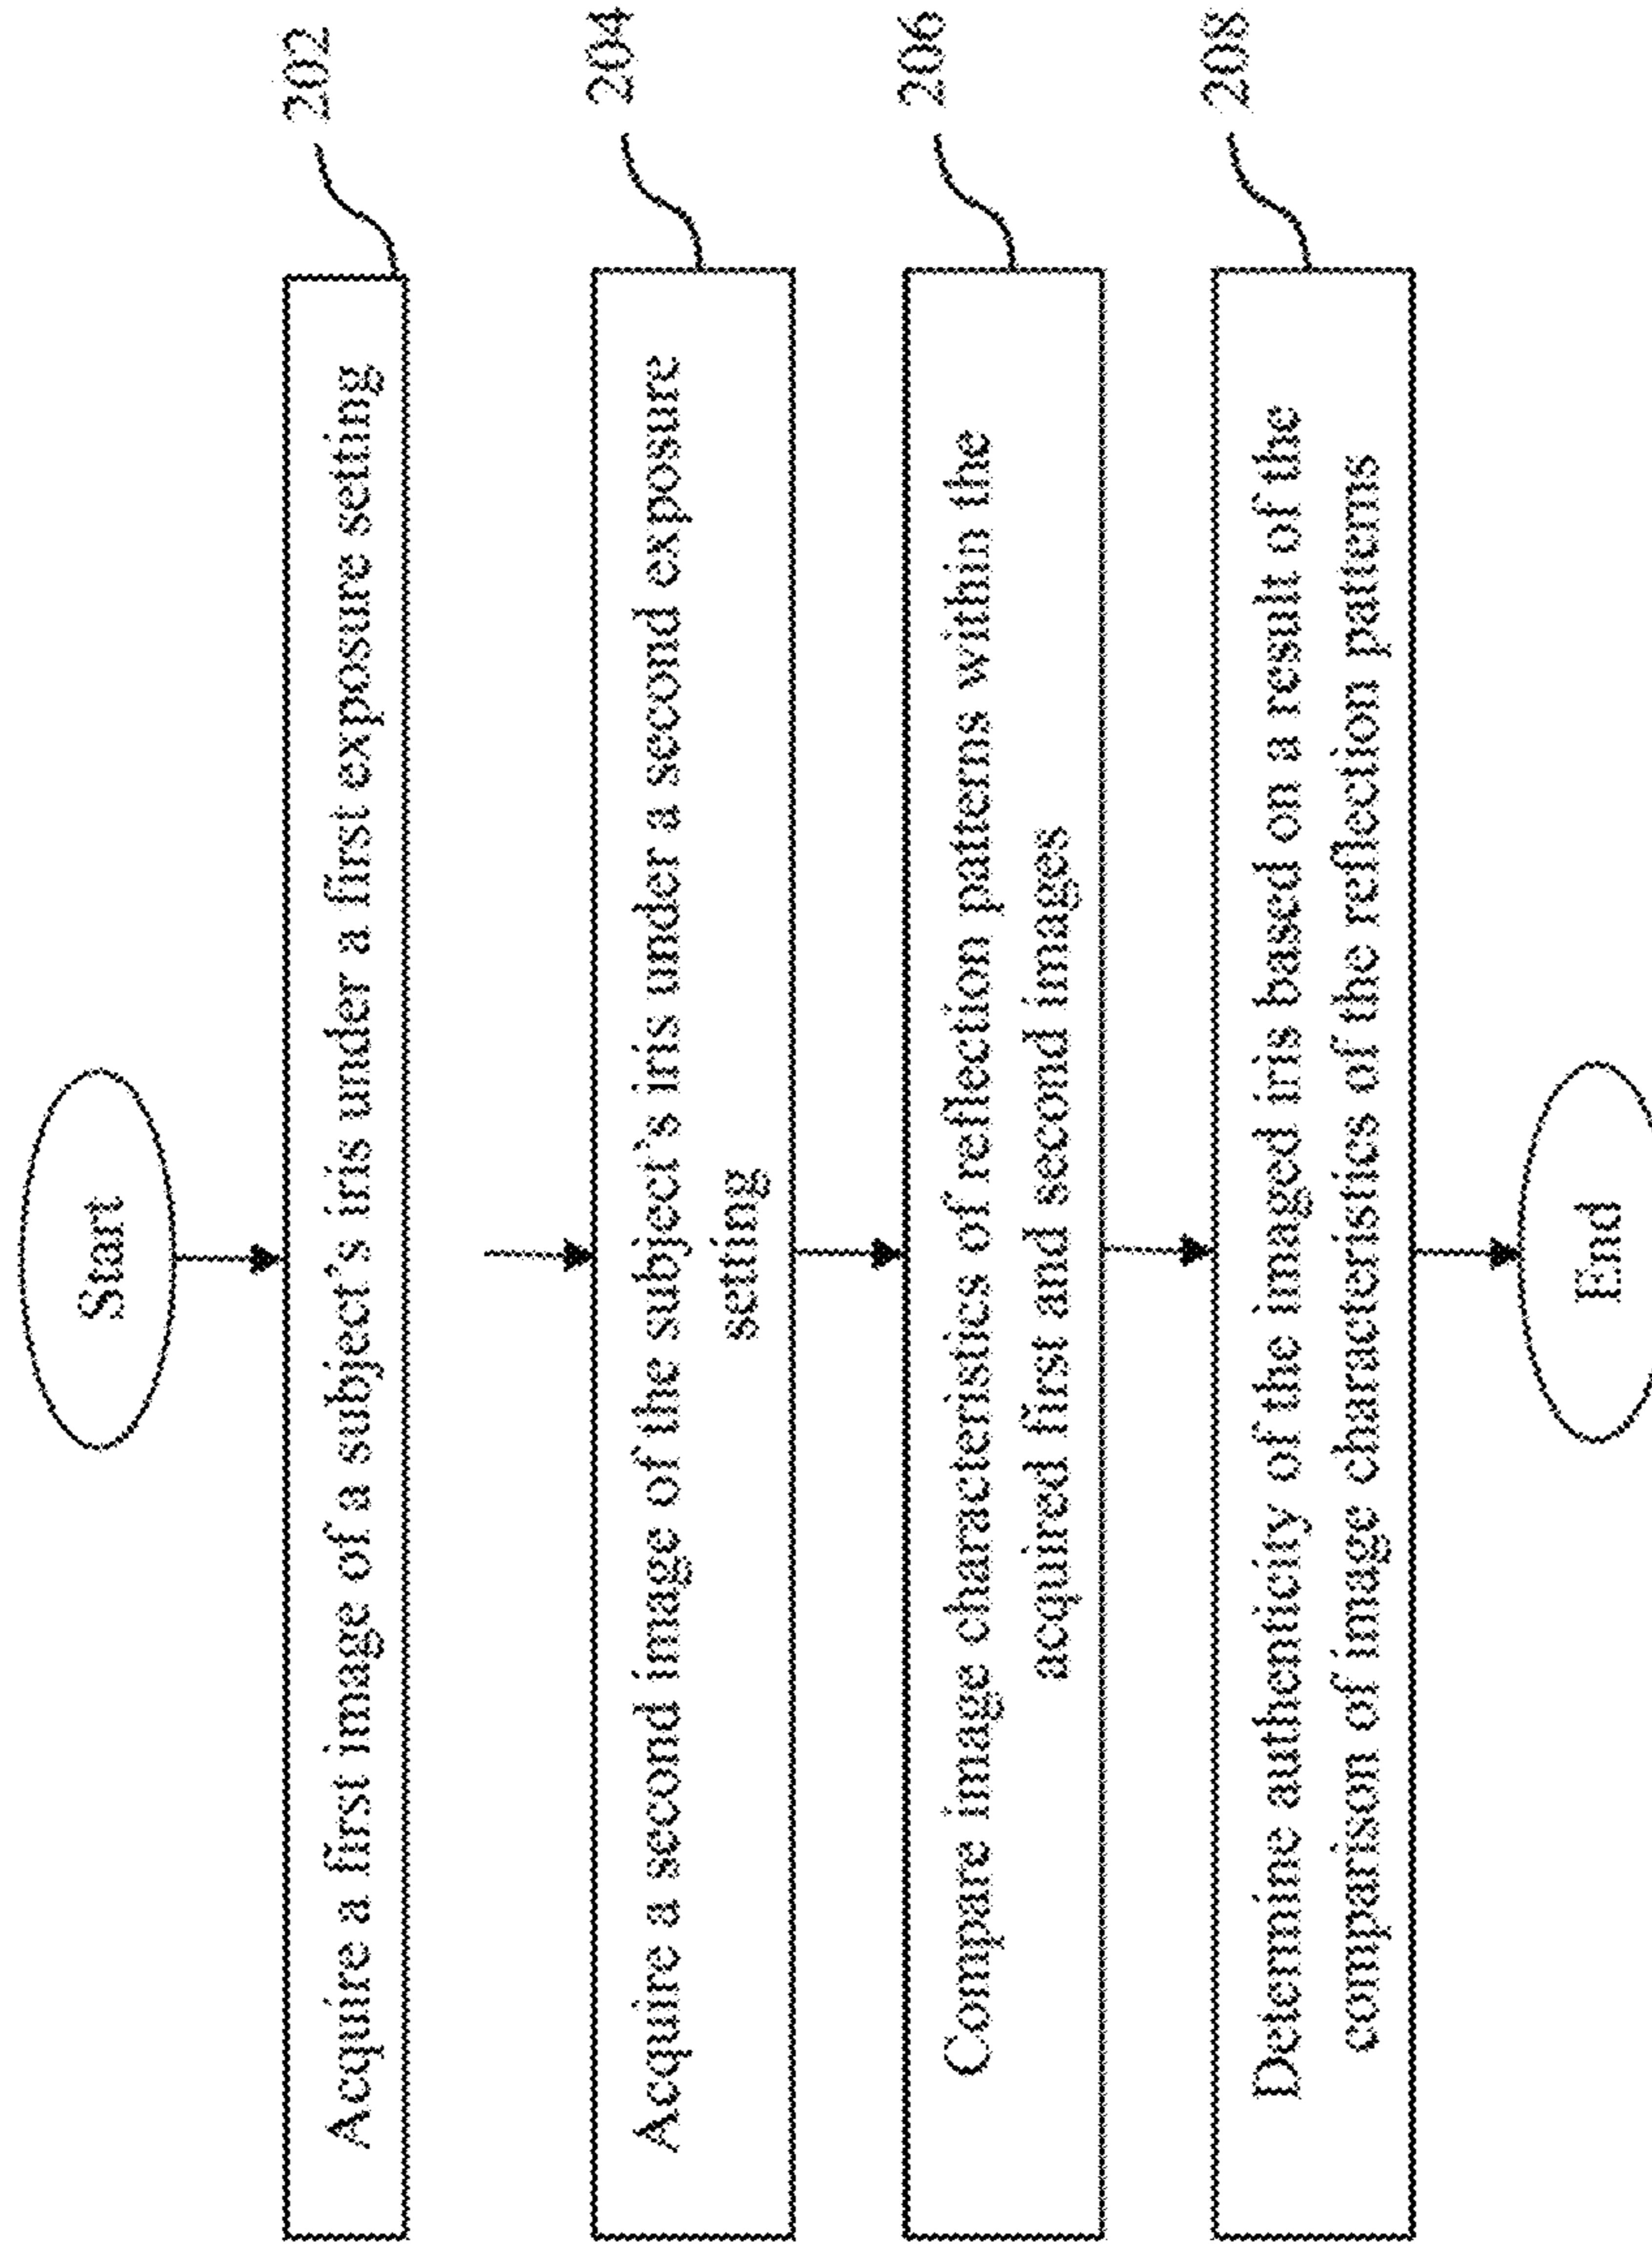 Start
Acquire a first image of a subject's iris under a first exposure setting
202
Acquire a second image of the subject's iris under a second exposure
setting
204
Compare image characteristics of reflection patterns within the
acquired first and second images
206
Determine authenticity of the imaged iris based on a result of the
comparison of image characteristics of the reflection patterns
208
End